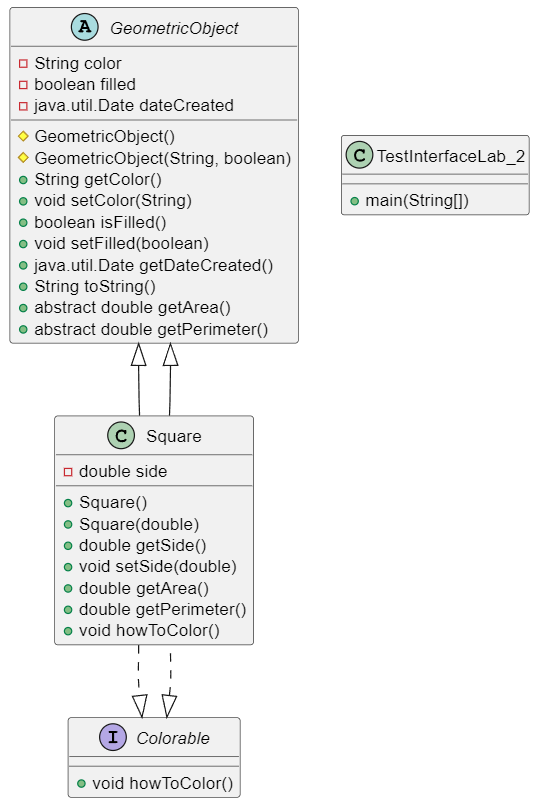 A GeometricObject
String color
boolean filled
java.util.Date dateCreated
GeometricObject()
GeometricObject(String, boolean)
String getColor()
void setColor(String)
boolean isFilled()
void setFilled(boolean)
java.util.Date getDateCreated()
String toString()
abstract double getArea()
abstract double getPerimeter()
C TestInterfaceLab_2
main(String[])
C Square
double side
Square()
Square(double)
double getSide()
void setSide(double)
double getArea()
double getPerimeter()
void howToColor()
I Colorable
void howToColor()